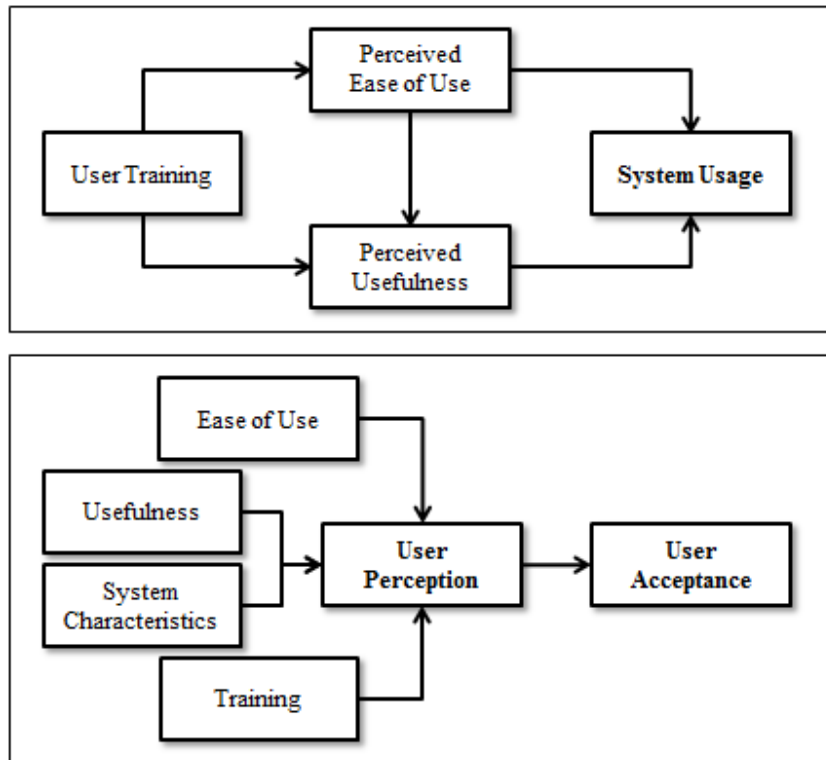 Perceived
Ease of Use
User Training
System Usage
Perceived
Usefulness
Ease of Use
Usefulness
User
Perception
User
Acceptance
System
Characteristics
Training